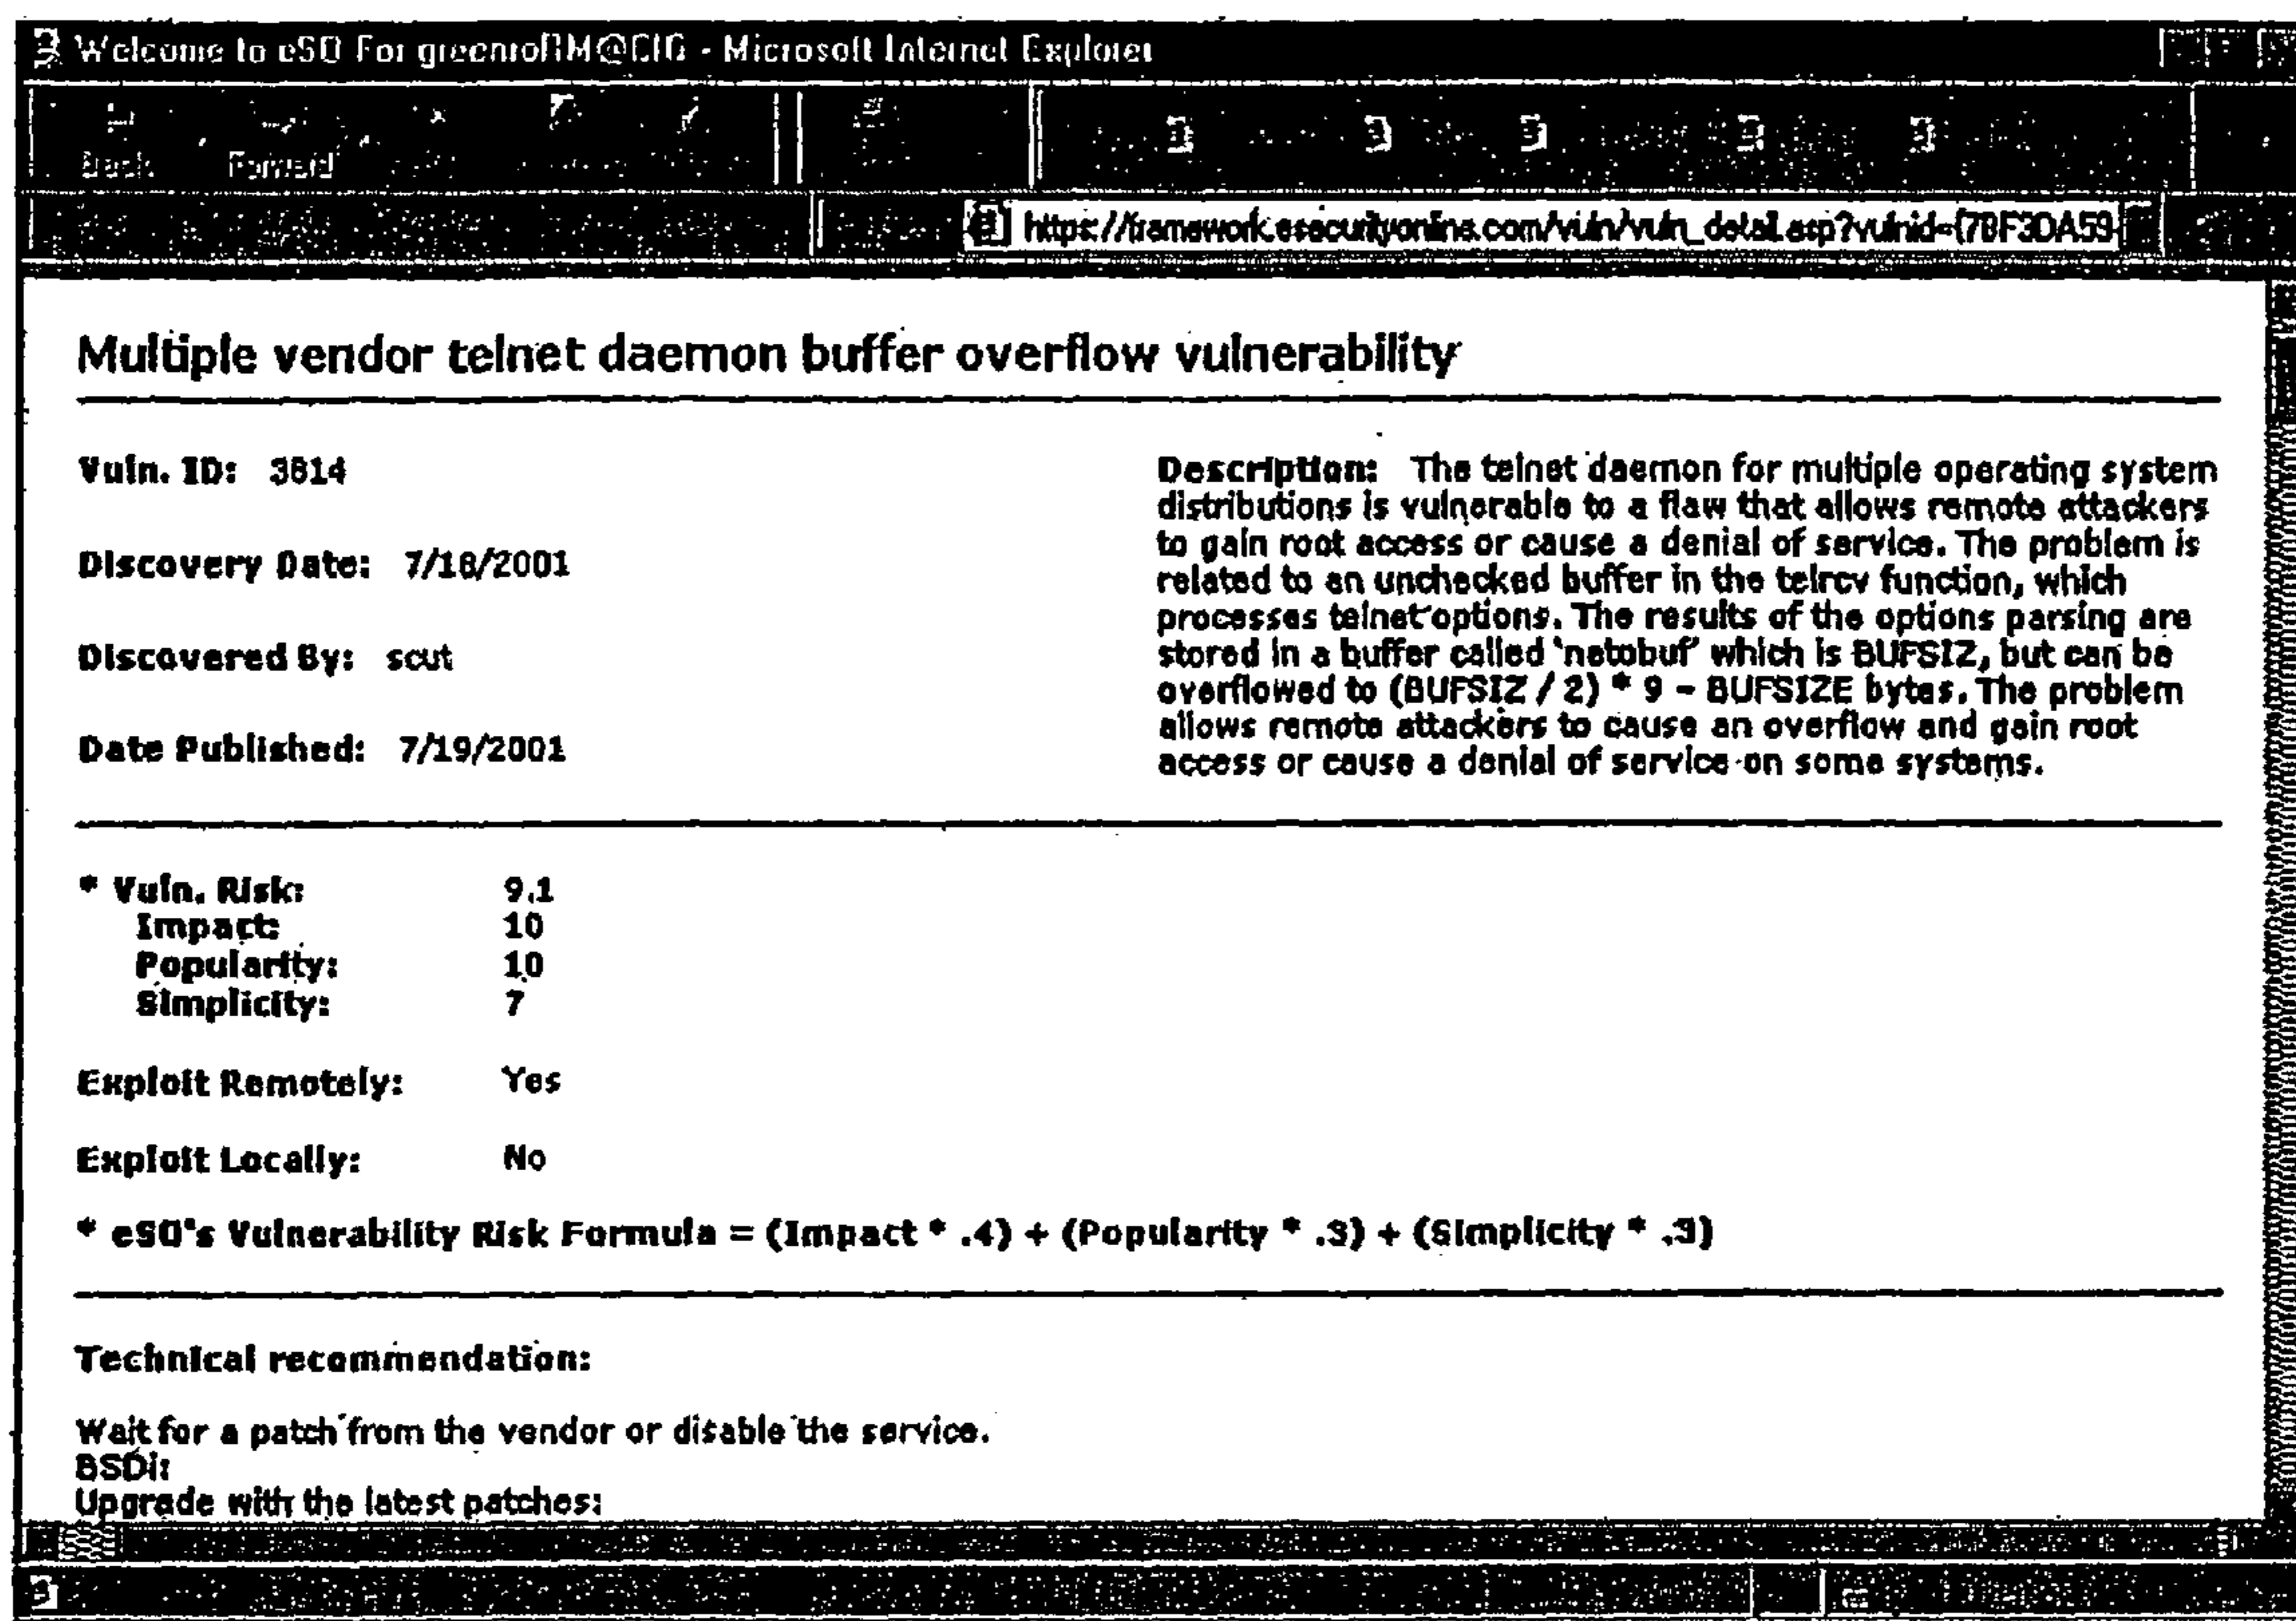 Welcome to eSO For - Microsoft Internet Explorer
Back Forward
https://framework.esecurityonline.com/vuln/vuln_detail.asp?vulnid={7BF3DA59-
Multiple vendor telnet daemon buffer overflow vulnerability
Vuln. ID: 3814
Discovery Date: 7/18/2001
Discovered By: scut
Date Published: 7/19/2001
Description: The telnet daemon for multiple operating system
distributions is vulnerable to a flaw that allows remote attackers
to gain root access or cause a denial of service. The problem is
related to an unchecked buffer in the telrcv function, which
processes telnet options. The results of the options parsing are
stored in a buffer called 'netobuf' which is BUFSIZ, but can be
overflowed to (BUFSIZ / 2) * 9 - BUFSIZE bytes. The problem
allows remote attackers to cause an overflow and gain root
access or cause a denial of service on some systems.
* Vuln. Risk: 9.1
Impact: 10
Popularity: 10
Simplicity: 7
Exploit Remotely: Yes
Exploit Locally: No
* eSO's Vulnerability Risk Formula = (Impact * .4) + (Popularity * .3) + (Simplicity * .3)
Technical recommendation:
Wait for a patch from the vendor or disable the service.
BSDi:
Upgrade with the latest patches: